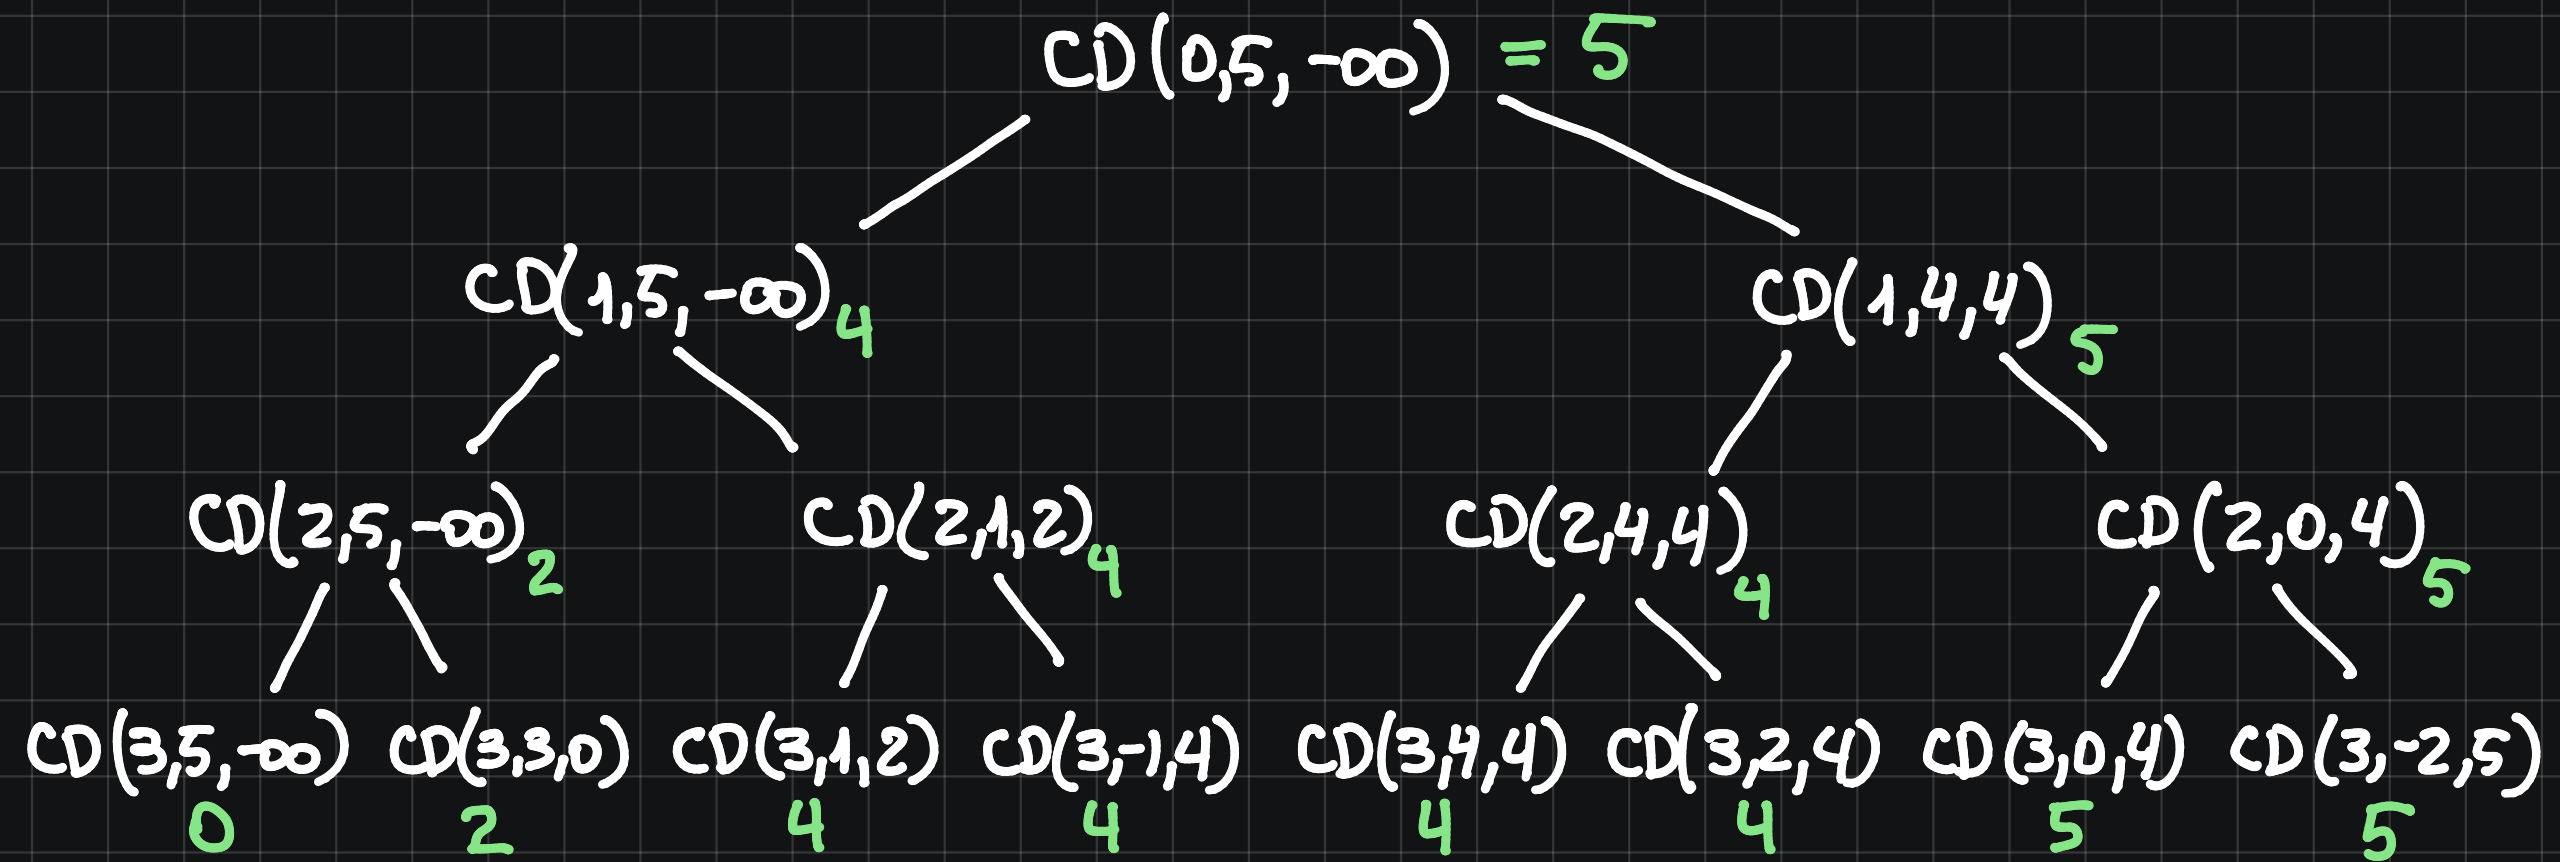 CD(0,5,-∞) = 5
CD(1,5,-∞) 4 CD(1,4,4) 5
CD(2,5,-∞) 2 CD(2,1,2) 4 CD(2,4,4) 4 CD(2,0,4) 5
CD(3,5,-∞) CD(3,3,0) CD(3,1,2) CD(3,-1,4) CD(3,4,4) CD(3,2,4) CD(3,0,4) CD(3,-2,5)
0 2 4 4 4 4 5 5